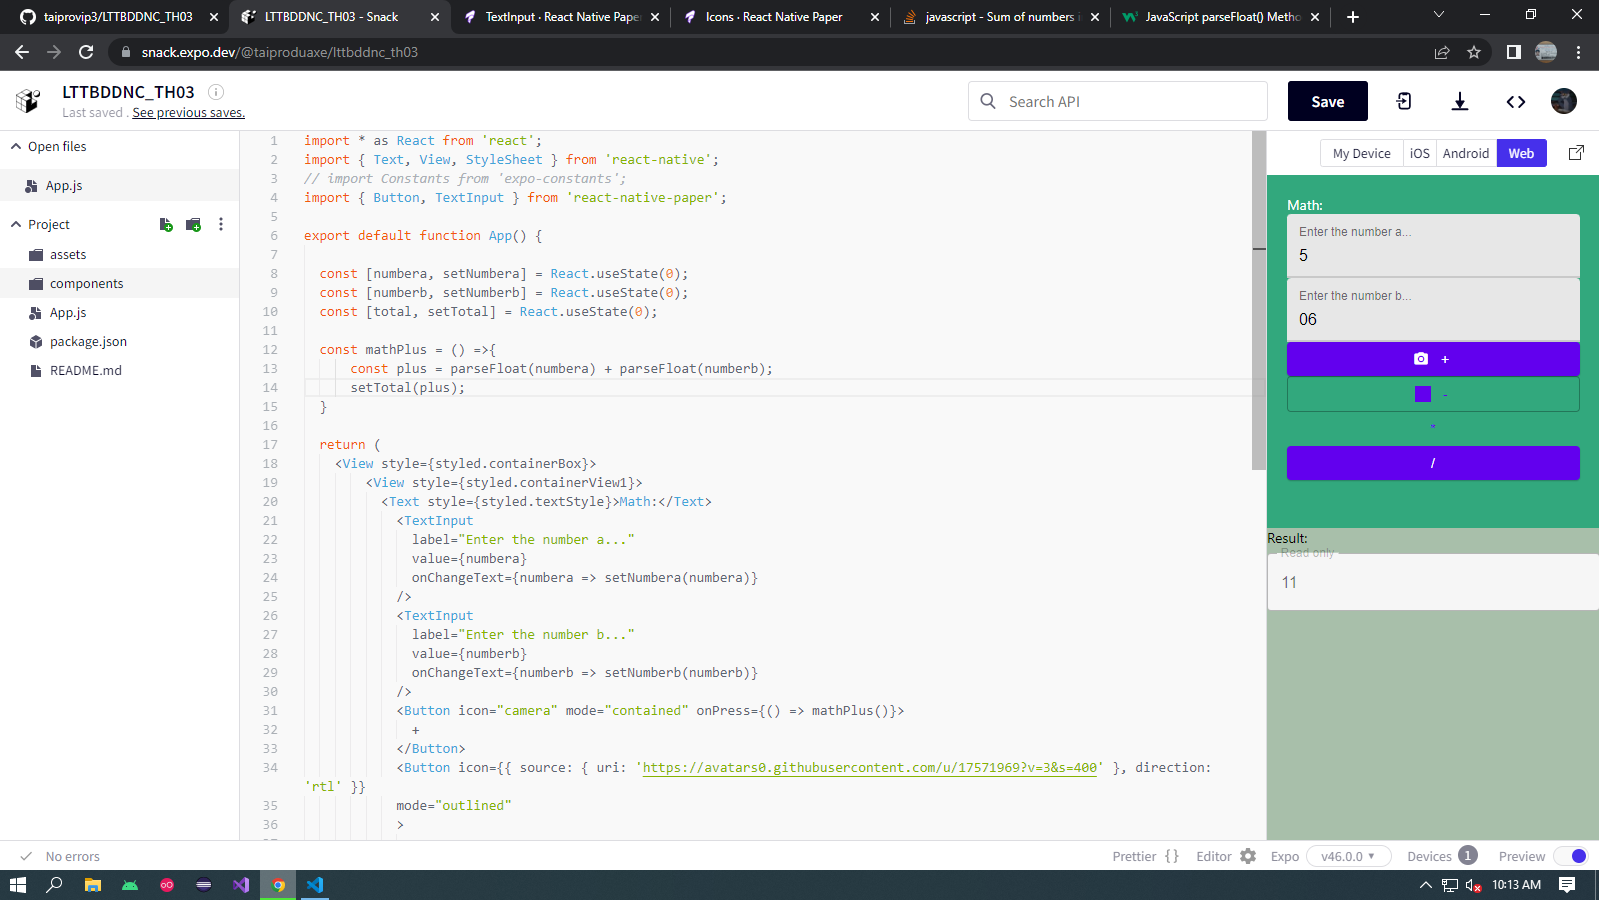 taiprovip3/LTTBDDNC_TH03
LTTBDDNC_TH03 - Snack
TextInput · React Native Pape
Icons · React Native Paper
javascript - Sum of numbers i
JavaScript parseFloat() Metho
snack.expo.dev/@taiproduaxe/lttbddnc_th03
LTTBDDNC_TH03
Last saved . See previous saves.
Search API
Save
Open files
App.js
Project
assets
components
App.js
package.json
README.md
1 import * as React from 'react';
2 import { Text, View, StyleSheet } from 'react-native';
3 // import Constants from 'expo-constants';
4 import { Button, TextInput } from 'react-native-paper';
5
6 export default function App() {
7
8 const [numbera, setNumbera] = React.useState(0);
9 const [numberb, setNumberb] = React.useState(0);
10 const [total, setTotal] = React.useState(0);
11
12 const mathPlus = () =>{
13 const plus = parseFloat(numbera) + parseFloat(numberb);
14 setTotal(plus);
15 }
16
17 return (
18 <View style={styled.containerBox}>
19 <View style={styled.containerView1}>
20 <Text style={styled.textStyle}>Math:</Text>
21 <TextInput
22 label="Enter the number a..."
23 value={numbera}
24 onChangeText={numbera => setNumbera(numbera)}
25 />
26 <TextInput
27 label="Enter the number b..."
28 value={numberb}
29 onChangeText={numberb => setNumberb(numberb)}
30 />
31 <Button icon="camera" mode="contained" onPress={() => mathPlus()}>
32 +
33 </Button>
34 <Button icon={{ source: { uri: 'https://avatars0.githubusercontent.com/u/17571969?v=3&s=400' }, direction:
'rtl' }}
35 mode="outlined"
36 >
My Device
iOS
Android
Web
Math:
Enter the number a...
5
Enter the number b...
06
+
-
*
/
Result:
Read only
11
No errors
Prettier {}
Editor
Expo
v46.0.0
Devices 1
Preview
10:13 AM